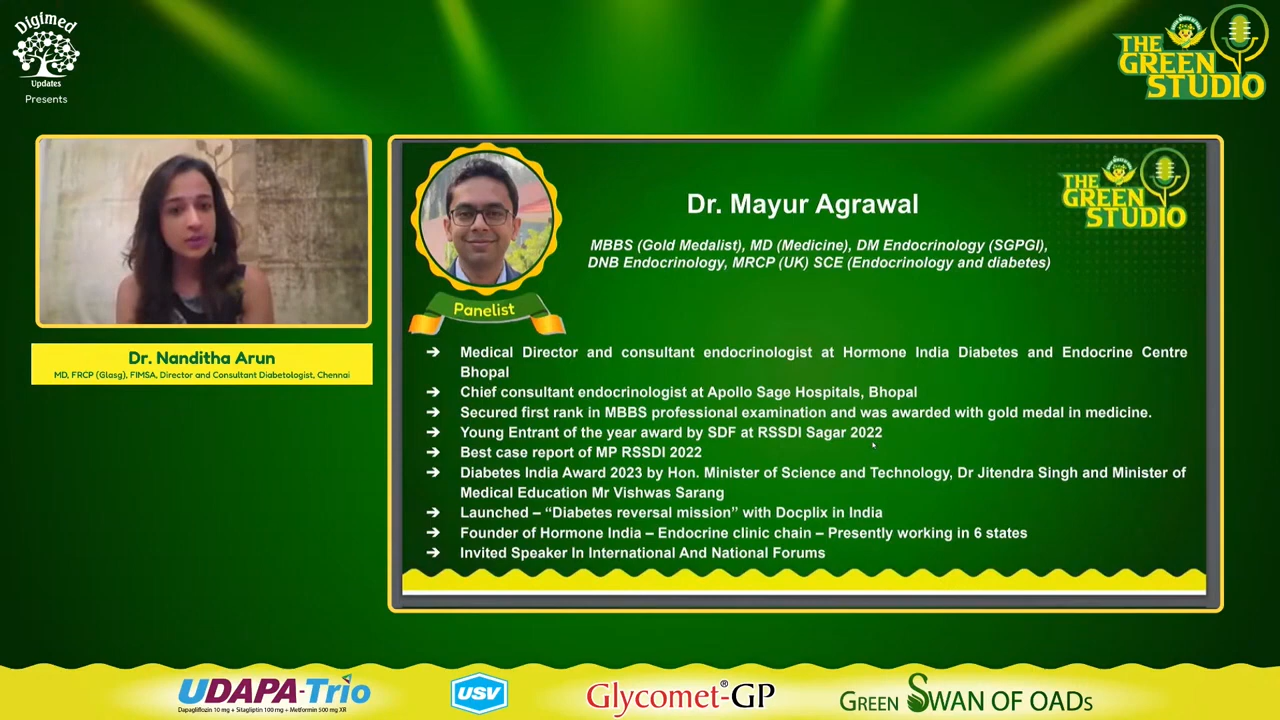 Digimed
Updates
Presents
THE
GREEN
STUDIO
Dr. Nanditha Arun
MD, FRCP (Glasg), FIMSA, Director and Consultant Diabetologist, Chennai
THE
GREEN
STUDIO
Dr. Mayur Agrawal
MBBS (Gold Medalist), MD (Medicine), DM Endocrinology (SGPGI),
DNB Endocrinology, MRCP (UK) SCE (Endocrinology and diabetes)
Panelist
➔ Medical Director and consultant endocrinologist at Hormone India Diabetes and Endocrine Centre
Bhopal
➔ Chief consultant endocrinologist at Apollo Sage Hospitals, Bhopal
➔ Secured first rank in MBBS professional examination and was awarded with gold medal in medicine.
➔ Young Entrant of the year award by SDF at RSSDI Sagar 2022
➔ Best case report of MP RSSDI 2022
➔ Diabetes India Award 2023 by Hon. Minister of Science and Technology, Dr Jitendra Singh and Minister of
Medical Education Mr Vishwas Sarang
➔ Launched – “Diabetes reversal mission” with Docplix in India
➔ Founder of Hormone India – Endocrine clinic chain – Presently working in 6 states
➔ Invited Speaker In International And National Forums
UDAPA-Trio
Dapagliflozin 10 mg + Sitagliptin 100 mg + Metformin 500 mg XR
USV
Glycomet®-GP
GREEN SWAN OF OADs